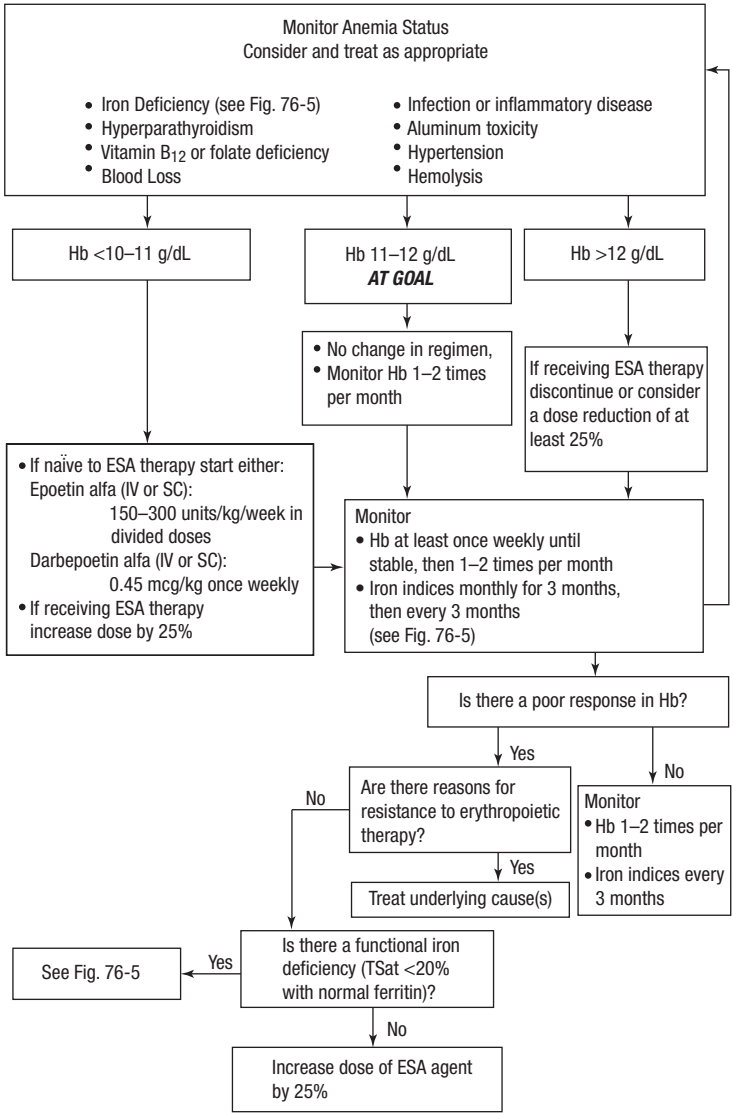 Monitor Anemia Status
Consider and treat as appropriate
• Iron Deficiency (see Fig. 76-5)
• Hyperparathyroidism
• Vitamin B12 or folate deficiency
• Blood Loss
• Infection or inflammatory disease
• Aluminum toxicity
• Hypertension
• Hemolysis
Hb <10–11 g/dL
Hb 11–12 g/dL
AT GOAL
Hb >12 g/dL
• No change in regimen,
• Monitor Hb 1–2 times
per month
If receiving ESA therapy
discontinue or consider
a dose reduction of at
least 25%
• If naïve to ESA therapy start either:
Epoetin alfa (IV or SC):
150–300 units/kg/week in
divided doses
Darbepoetin alfa (IV or SC):
0.45 mcg/kg once weekly
• If receiving ESA therapy
increase dose by 25%
Monitor
• Hb at least once weekly until
stable, then 1–2 times per month
• Iron indices monthly for 3 months,
then every 3 months
(see Fig. 76-5)
Is there a poor response in Hb?
Yes
No
Are there reasons for
resistance to erythropoietic
therapy?
No
Yes
Monitor
• Hb 1–2 times per
month
• Iron indices every
3 months
Treat underlying cause(s)
Is there a functional iron
deficiency (TSat <20%
with normal ferritin)?
Yes
See Fig. 76-5
No
Increase dose of ESA agent
by 25%